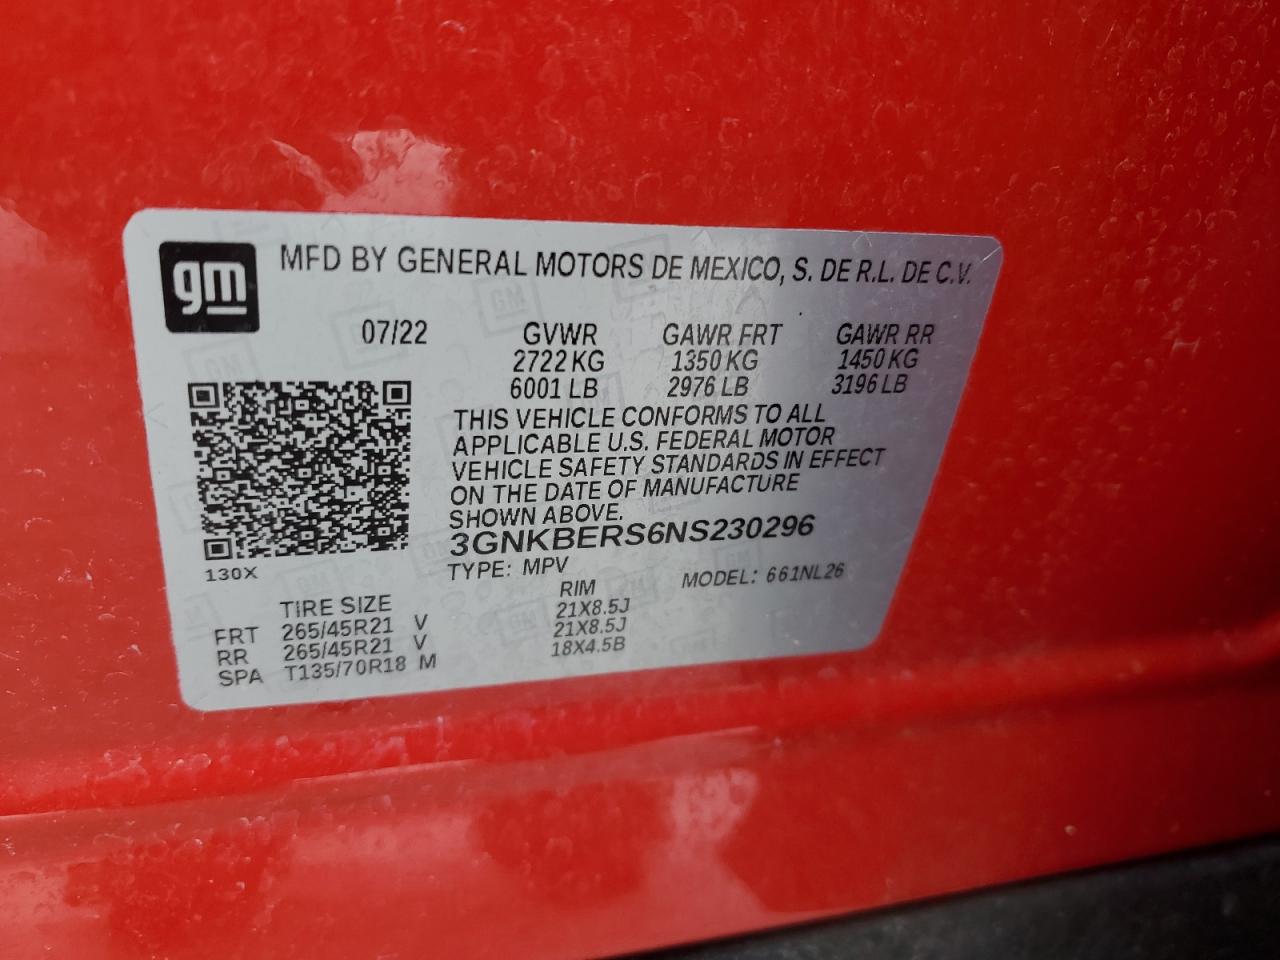 gm
MFD BY GENERAL MOTORS DE MEXICO, S. DE R.L. DE C.V.
07/22 GVWR GAWR FRT GAWR RR
2722 KG 1350 KG 1450 KG
6001 LB 2976 LB 3196 LB
THIS VEHICLE CONFORMS TO ALL
APPLICABLE U.S. FEDERAL MOTOR
VEHICLE SAFETY STANDARDS IN EFFECT
ON THE DATE OF MANUFACTURE
SHOWN ABOVE.
3GNKBERS6NS230296
130X
TYPE: MPV MODEL: 661NL26
TIRE SIZE RIM
FRT 265/45R21 V 21X8.5J
RR 265/45R21 V 21X8.5J
SPA T135/70R18 M 18X4.5B